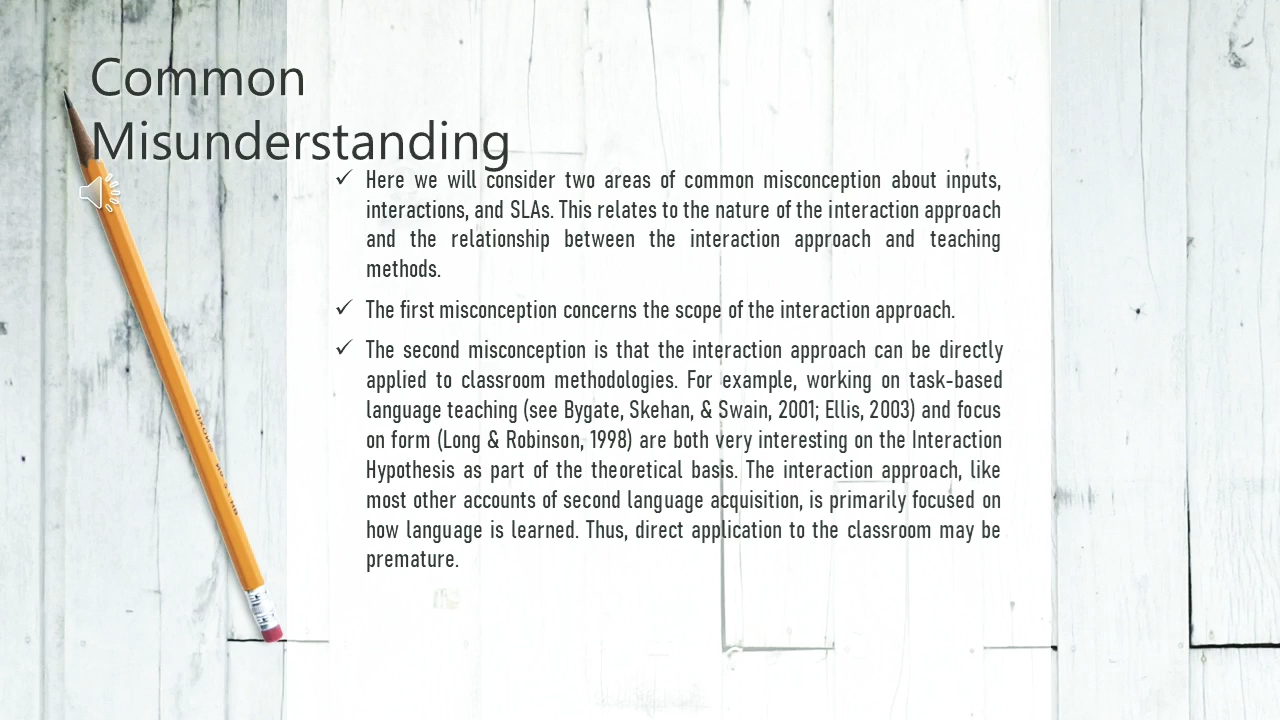 Common
Misunderstanding
✓ Here we will consider two areas of common misconception about inputs,
interactions, and SLAs. This relates to the nature of the interaction approach
and the relationship between the interaction approach and teaching
methods.
✓ The first misconception concerns the scope of the interaction approach.
✓ The second misconception is that the interaction approach can be directly
applied to classroom methodologies. For example, working on task-based
language teaching (see Bygate, Skehan, & Swain, 2001; Ellis, 2003) and focus
on form (Long & Robinson, 1998) are both very interesting on the Interaction
Hypothesis as part of the theoretical basis. The interaction approach, like
most other accounts of second language acquisition, is primarily focused on
how language is learned. Thus, direct application to the classroom may be
premature.